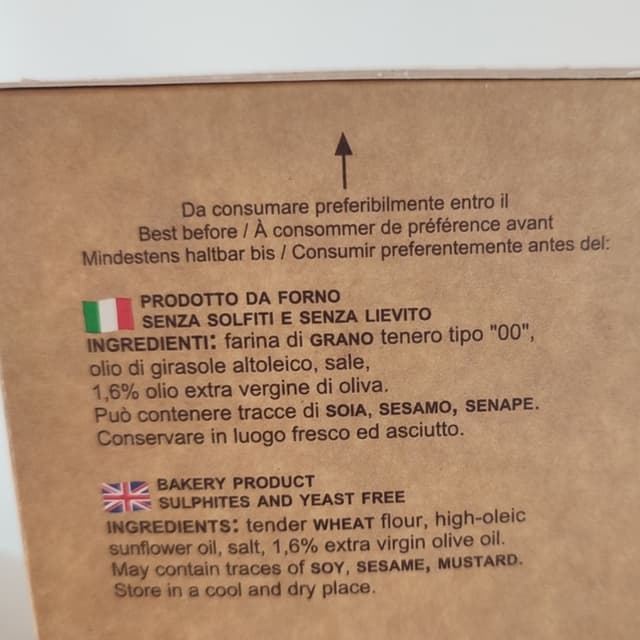 Da consumare preferibilmente entro il
Best before / À consommer de préférence avant
Mindestens haltbar bis / Consumir preferentemente antes del:
PRODOTTO DA FORNO
SENZA SOLFITI E SENZA LIEVITO
INGREDIENTI: farina di GRANO tenero tipo "00",
olio di girasole altoleico, sale,
1,6% olio extra vergine di oliva.
Può contenere tracce di SOIA, SESAMO, SENAPE.
Conservare in luogo fresco ed asciutto.
BAKERY PRODUCT
SULPHITES AND YEAST FREE
INGREDIENTS: tender WHEAT flour, high-oleic
sunflower oil, salt, 1,6% extra virgin olive oil.
May contain traces of SOY, SESAME, MUSTARD.
Store in a cool and dry place.